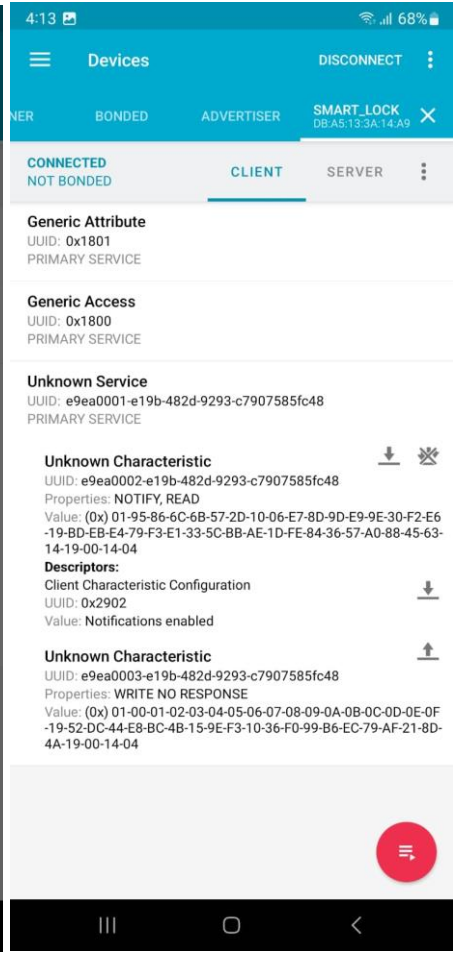 4:13 68%
Devices DISCONNECT
NER BONDED ADVERTISER SMART_LOCK
DB:A5:13:3A:14:A9
CONNECTED
NOT BONDED CLIENT SERVER
Generic Attribute
UUID: 0x1801
PRIMARY SERVICE
Generic Access
UUID: 0x1800
PRIMARY SERVICE
Unknown Service
UUID: e9ea0001-e19b-482d-9293-c7907585fc48
PRIMARY SERVICE
Unknown Characteristic
UUID: e9ea0002-e19b-482d-9293-c7907585fc48
Properties: NOTIFY, READ
Value: (0x) 01-95-86-6C-6B-57-2D-10-06-E7-8D-9D-E9-9E-30-F2-E6
-19-BD-EB-E4-79-F3-E1-33-5C-BB-AE-1D-FE-84-36-57-A0-88-45-63-
14-19-00-14-04
Descriptors:
Client Characteristic Configuration
UUID: 0x2902
Value: Notifications enabled
Unknown Characteristic
UUID: e9ea0003-e19b-482d-9293-c7907585fc48
Properties: WRITE NO RESPONSE
Value: (0x) 01-00-01-02-03-04-05-06-07-08-09-0A-0B-0C-0D-0E-0F
-19-52-DC-44-E8-BC-4B-15-9E-F3-10-36-F0-99-B6-EC-79-AF-21-8D-
4A-19-00-14-04